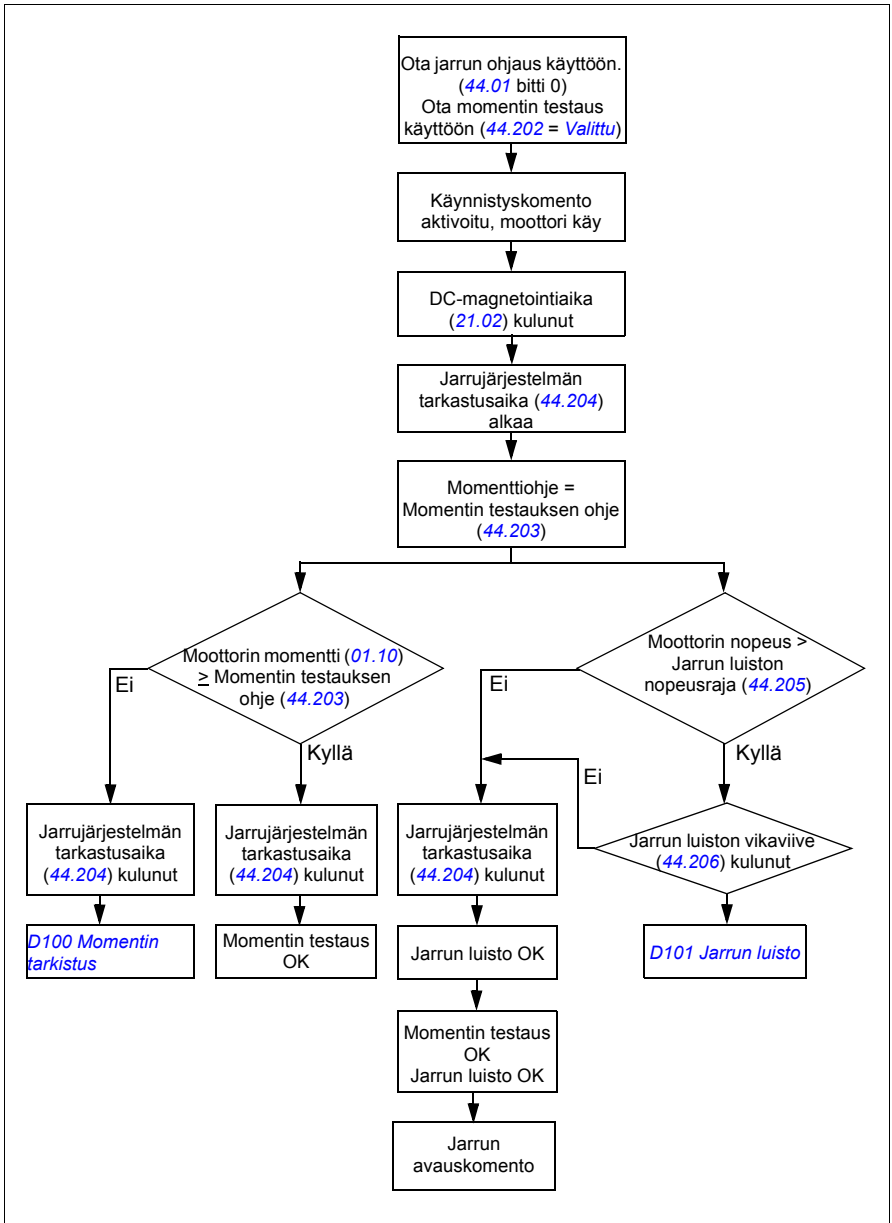 Ota jarrun ohjaus käyttöön.
(44.01 bitti 0)
Ota momentin testaus
käyttöön (44.202 = Valittu)
Käynnistyskomento
aktivoitu, moottori käy
DC-magnetointiaika
(21.02) kulunut
Jarrujärjestelmän
tarkastusaika (44.204)
alkaa
Momenttiohje =
Momentin testauksen ohje
(44.203)
Moottorin momentti (01.10)
≥ Momentin testauksen
ohje (44.203)
Ei
Kyllä
Moottorin nopeus >
Jarrun luiston
nopeusraja (44.205)
Ei
Kyllä
Ei
Jarrujärjestelmän
tarkastusaika
(44.204) kulunut
Jarrujärjestelmän
tarkastusaika
(44.204) kulunut
Jarrujärjestelmän
tarkastusaika
(44.204) kulunut
Jarrun luiston vikaviive
(44.206) kulunut
D100 Momentin
tarkistus
Momentin testaus
OK
Jarrun luisto OK
D101 Jarrun luisto
Momentin testaus
OK
Jarrun luisto OK
Jarrun
avauskomento